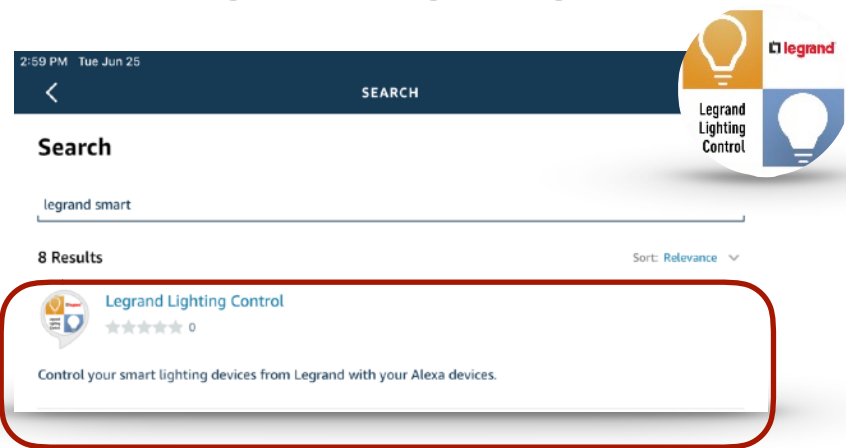 2:59 PM Tue Jun 25
SEARCH
legrand
Legrand
Lighting
Control
Search
legrand smart
8 Results
Sort: Relevance
Legrand Lighting Control
0
Control your smart lighting devices from Legrand with your Alexa devices.